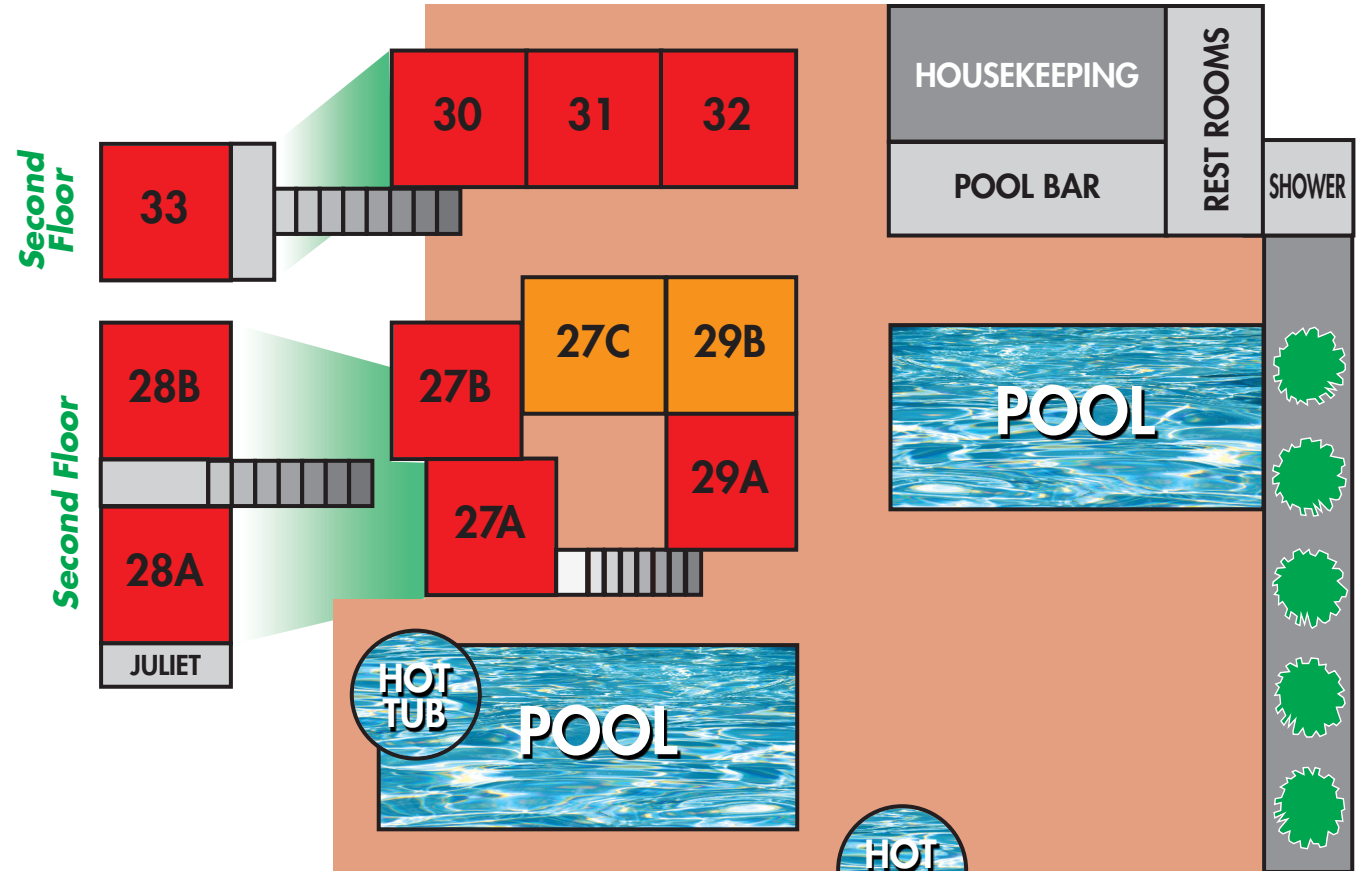 HOUSEKEEPING
REST ROOMS
30
31
32
Second
Floor
33
POOL BAR
SHOWER
27C
29B
28B
27B
POOL
Second Floor
29A
27A
28A
JULIET
HOT
TUB
POOL
HOT